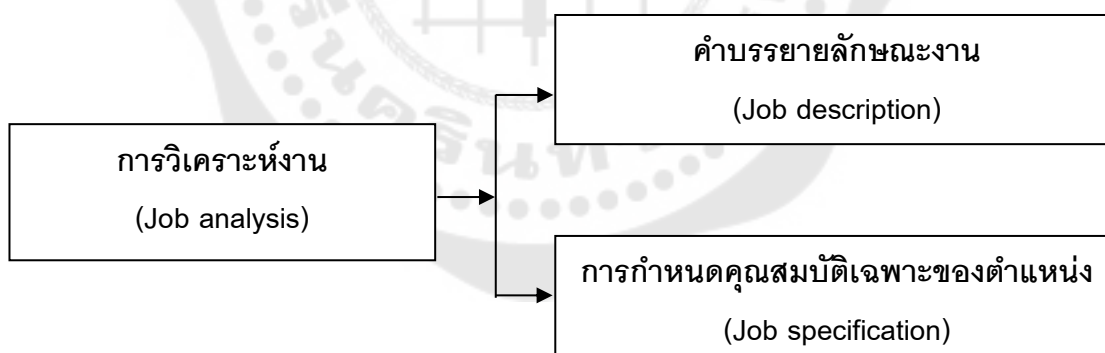 คำบรรยายลักษณะงาน
(Job description)
การวิเคราะห์งาน
(Job analysis)
การกำหนดคุณสมบัติเฉพาะของตำแหน่ง
(Job specification)